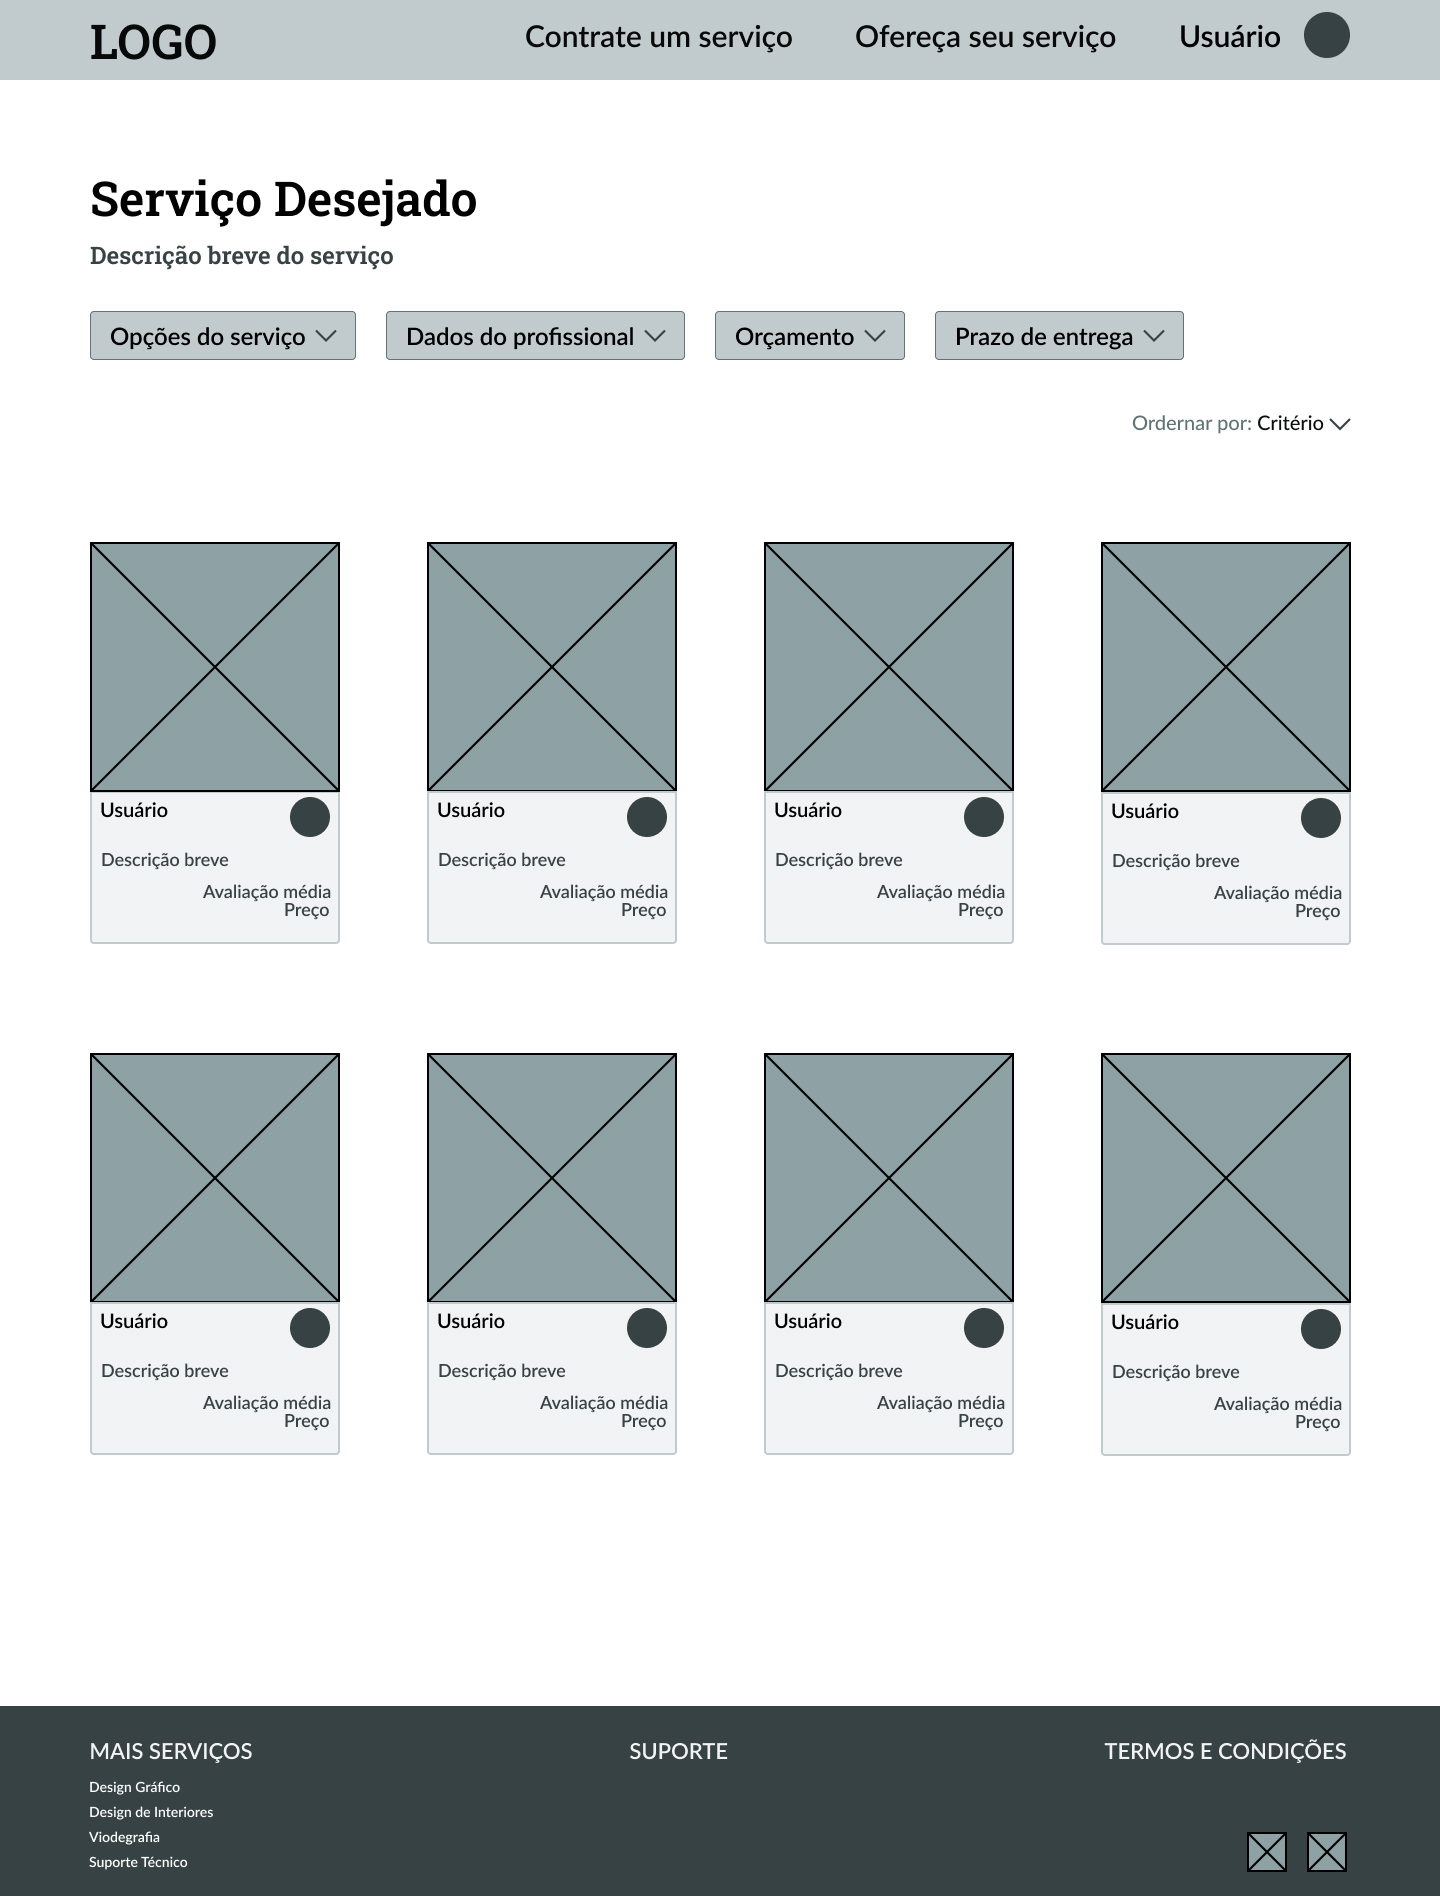 LOGO
Contrate um serviço
Ofereça seu serviço
Usuário
Serviço Desejado
Descrição breve do serviço
Opções do serviço
Dados do profissional
Orçamento
Prazo de entrega
Ordernar por: Critério
Usuário
Descrição breve
Avaliação média
Preço
Usuário
Descrição breve
Avaliação média
Preço
Usuário
Descrição breve
Avaliação média
Preço
Usuário
Descrição breve
Avaliação média
Preço
Usuário
Descrição breve
Avaliação média
Preço
Usuário
Descrição breve
Avaliação média
Preço
Usuário
Descrição breve
Avaliação média
Preço
Usuário
Descrição breve
Avaliação média
Preço
MAIS SERVIÇOS
Design Gráfico
Design de Interiores
Viodegrafia
Suporte Técnico
SUPORTE
TERMOS E CONDIÇÕES